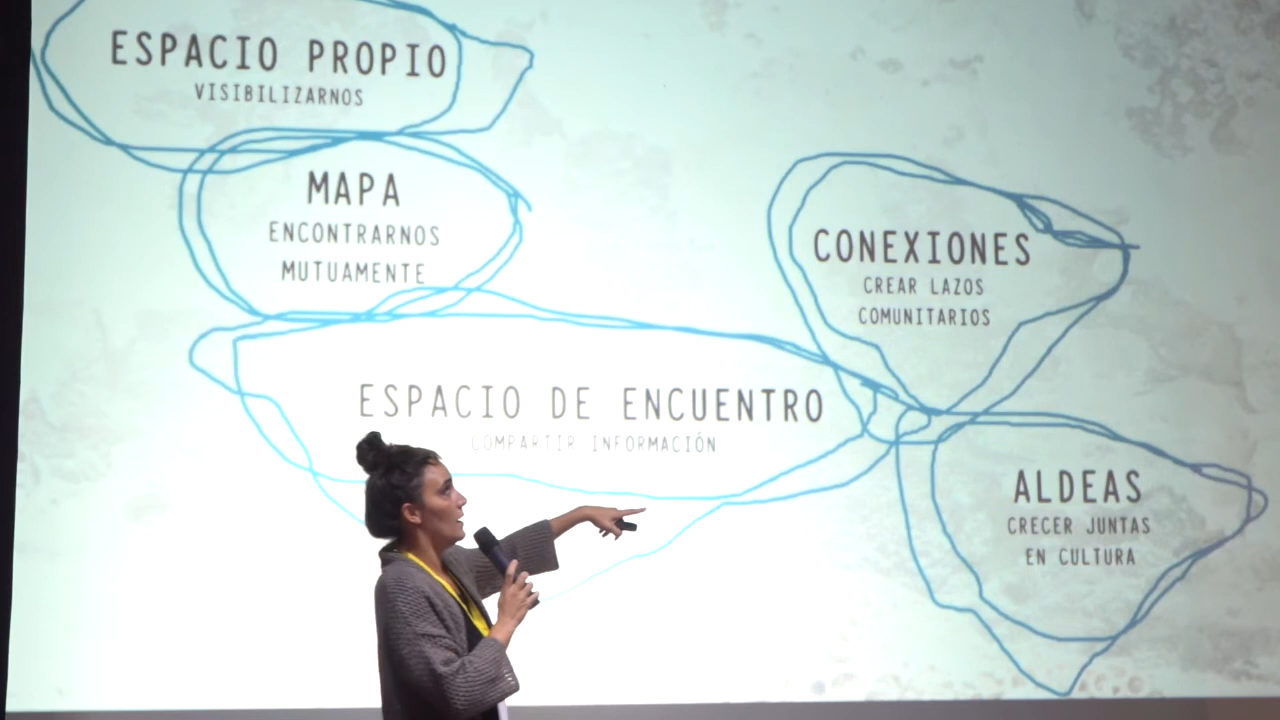 ESPACIO PROPIO
VISIBILIZARNOS
MAPA
ENCONTRARNOS
MUTUAMENTE
ESPACIO DE ENCUENTRO
COMPARTIR INFORMACIÓN
CONEXIONES
CREAR LAZOS
COMUNITARIOS
ALDEAS
CRECER JUNTAS
EN CULTURA